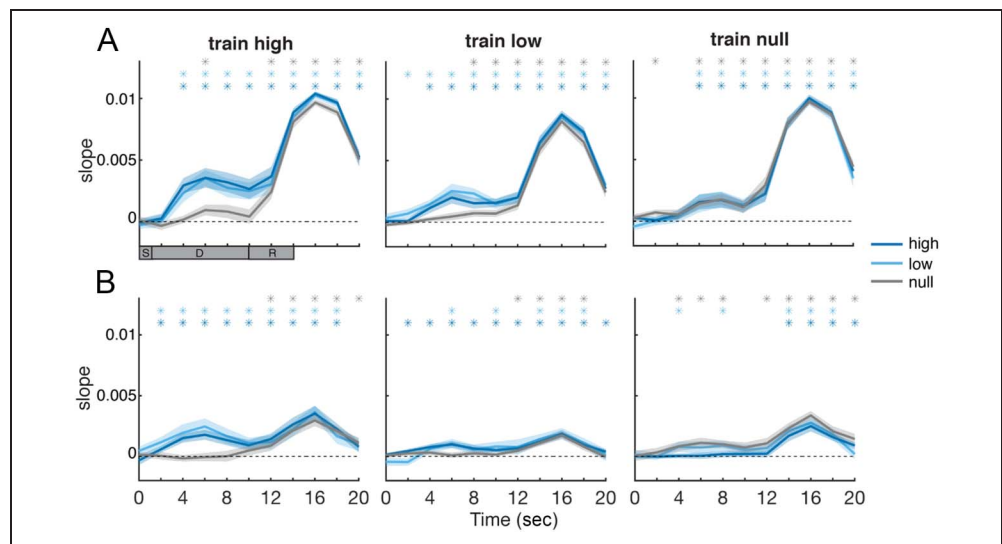 A
train high
train low
train null
0.01
0.005
0
slope
S D R
high
low
null
B
0.01
0.005
0
slope
0 4 8 12 16 20
0 4 8 12 16 20
0 4 8 12 16 20
Time (sec)